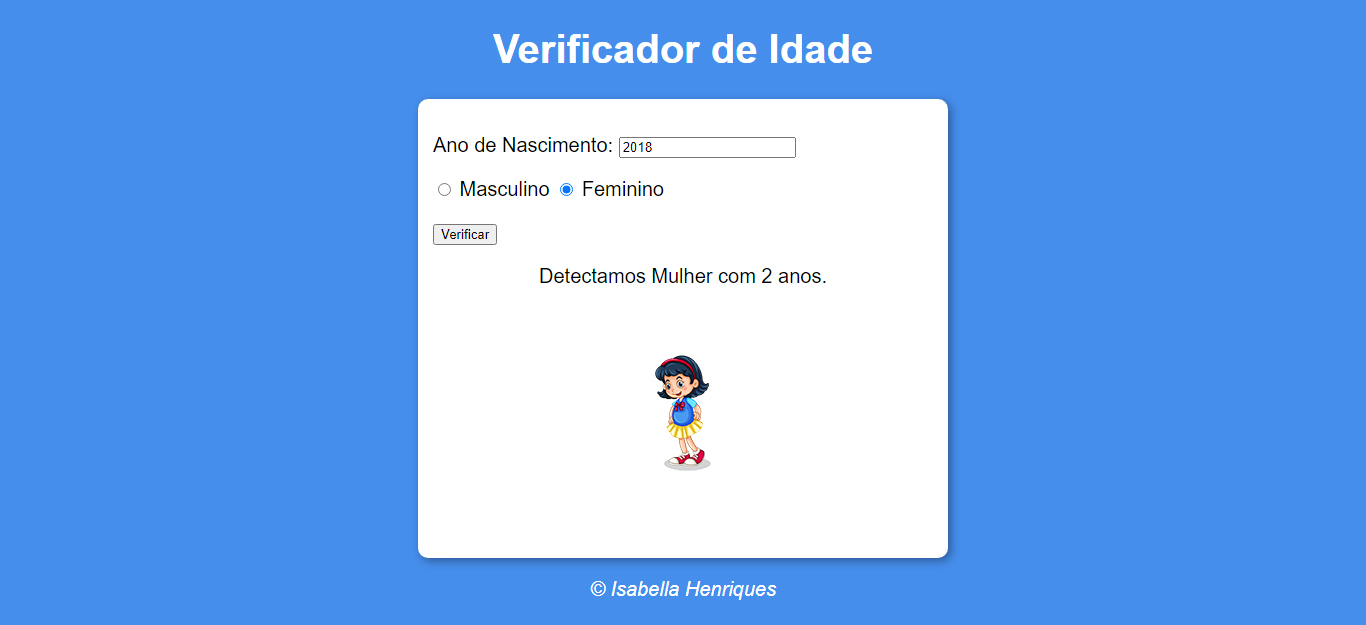 Verificador de Idade
Ano de Nascimento: 2018
Masculino Feminino
Verificar
Detectamos Mulher com 2 anos.
© Isabella Henriques